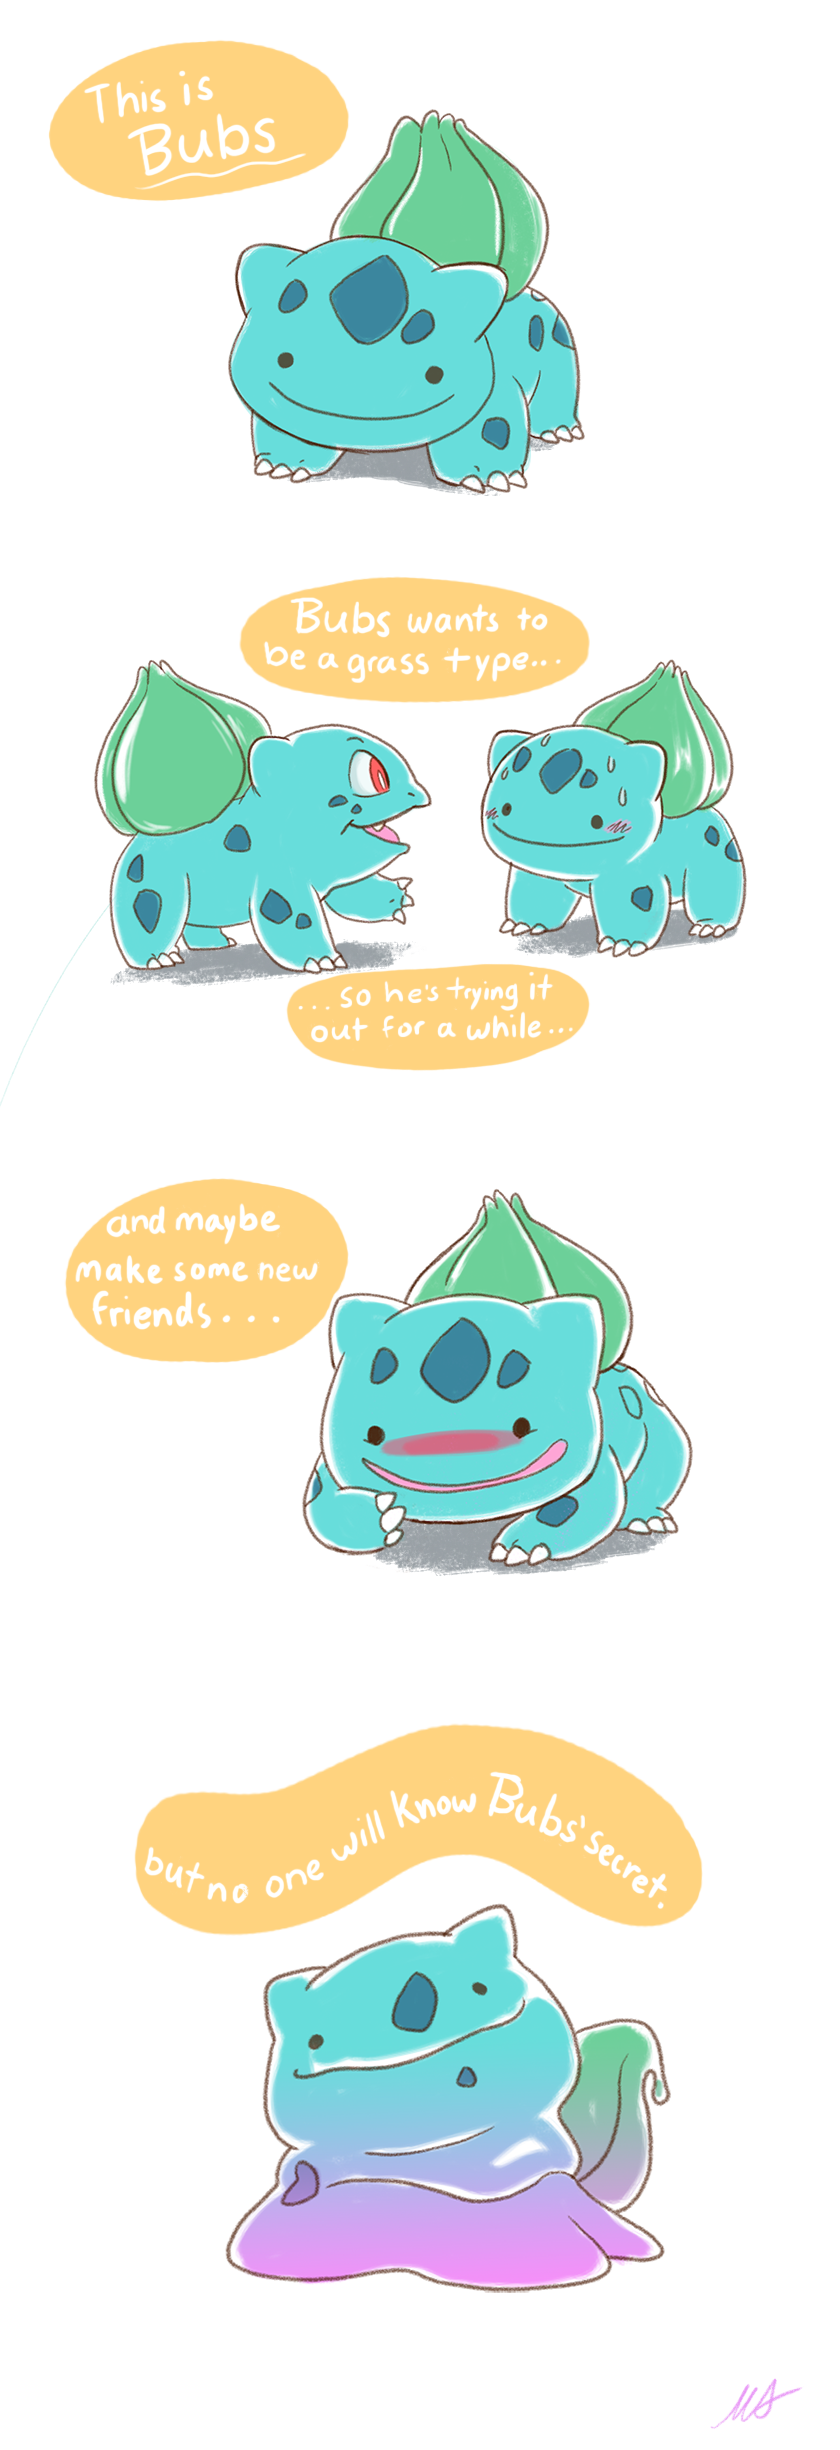 This is
Bubs
Bubs wants to
be a grass type...
...so he's trying it
out for a while...
and maybe
make some new
friends...
but no one will know Bubs' secret.